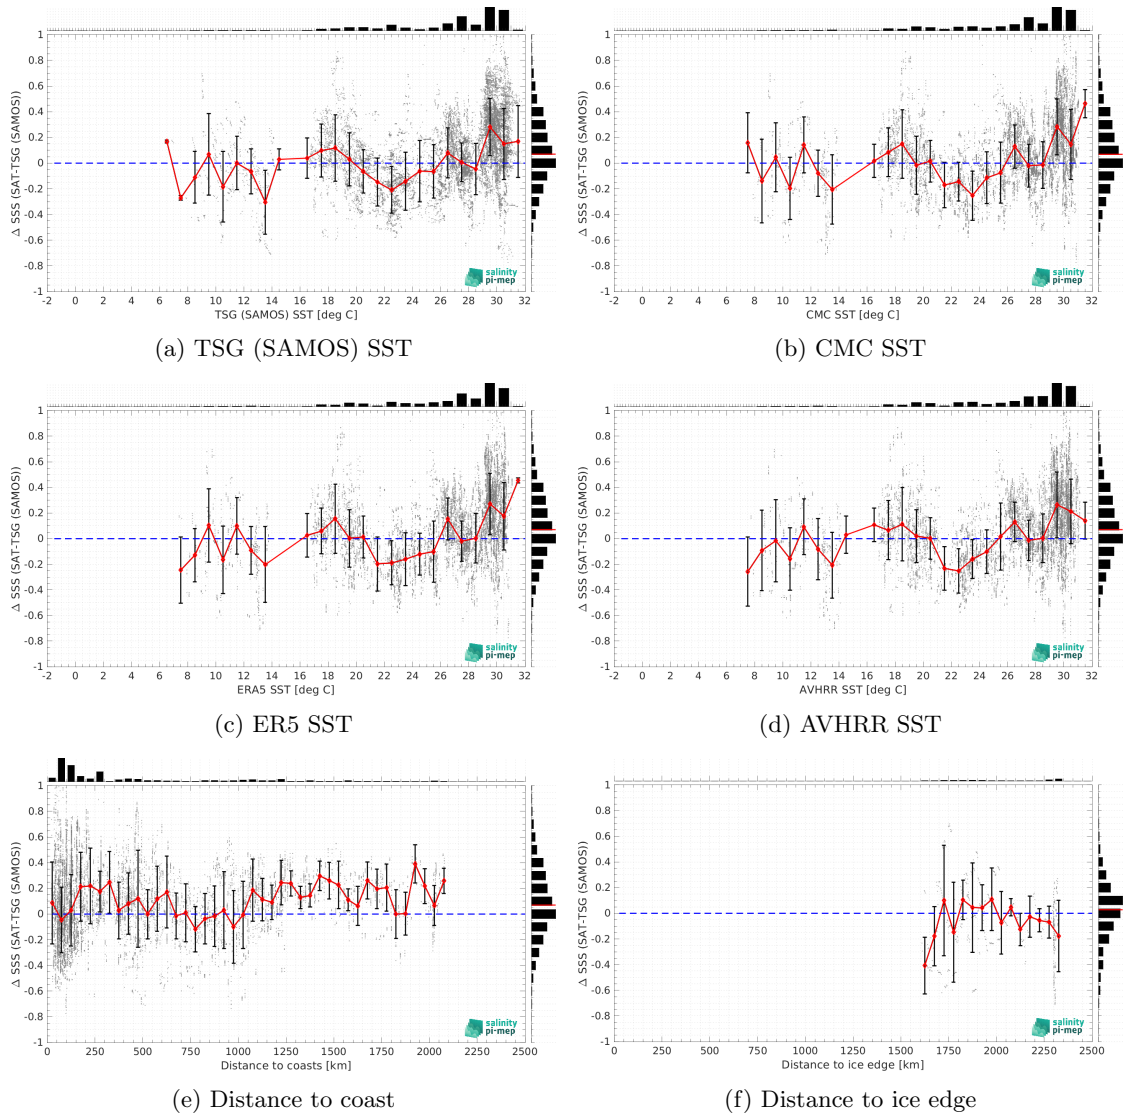 1
0.8
0.6
0.4
0.2
0
-0.2
-0.4
-0.6
-0.8
-1
Δ SSS (SAT-TSG (SAMOS))
salinity
pi-mep
-2 0 2 4 6 8 10 12 14 16 18 20 22 24 26 28 30 32
TSG (SAMOS) SST [deg C]
(a) TSG (SAMOS) SST
1
0.8
0.6
0.4
0.2
0
-0.2
-0.4
-0.6
-0.8
-1
Δ SSS (SAT-TSG (SAMOS))
salinity
pi-mep
-2 0 2 4 6 8 10 12 14 16 18 20 22 24 26 28 30 32
CMC SST [deg C]
(b) CMC SST
1
0.8
0.6
0.4
0.2
0
-0.2
-0.4
-0.6
-0.8
-1
Δ SSS (SAT-TSG (SAMOS))
salinity
pi-mep
-2 0 2 4 6 8 10 12 14 16 18 20 22 24 26 28 30 32
ERA5 SST [deg C]
(c) ER5 SST
1
0.8
0.6
0.4
0.2
0
-0.2
-0.4
-0.6
-0.8
-1
Δ SSS (SAT-TSG (SAMOS))
salinity
pi-mep
-2 0 2 4 6 8 10 12 14 16 18 20 22 24 26 28 30 32
AVHRR SST [deg C]
(d) AVHRR SST
1
0.8
0.6
0.4
0.2
0
-0.2
-0.4
-0.6
-0.8
-1
Δ SSS (SAT-TSG (SAMOS))
salinity
pi-mep
0 250 500 750 1000 1250 1500 1750 2000 2250 2500
Distance to coasts [km]
(e) Distance to coast
1
0.8
0.6
0.4
0.2
0
-0.2
-0.4
-0.6
-0.8
-1
Δ SSS (SAT-TSG (SAMOS))
salinity
pi-mep
0 250 500 750 1000 1250 1500 1750 2000 2250 2500
Distance to ice edge [km]
(f) Distance to ice edge